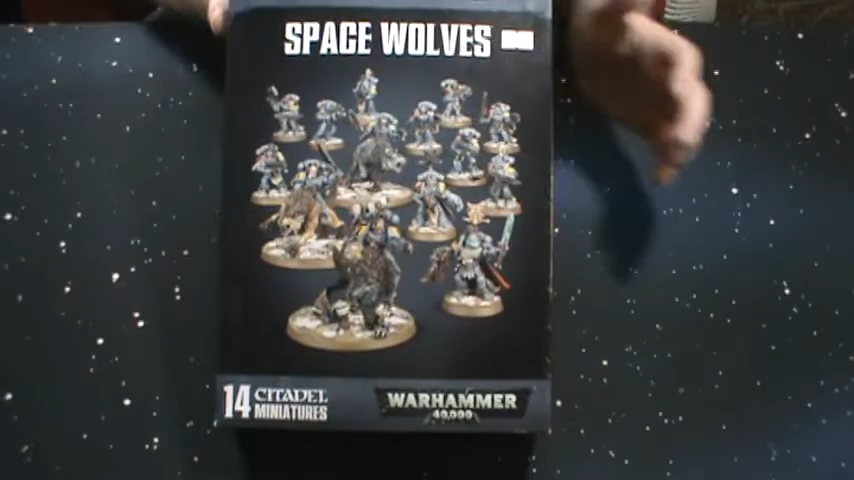 SPACE WOLVES
14 CITADEL
MINIATURES
WARHAMMER
40,000